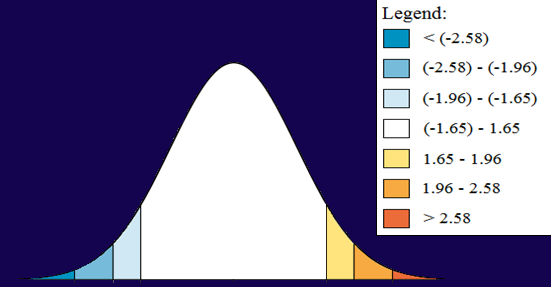 Legend:
< (-2.58)
(-2.58) - (-1.96)
(-1.96) - (-1.65)
(-1.65) - 1.65
1.65 - 1.96
1.96 - 2.58
> 2.58